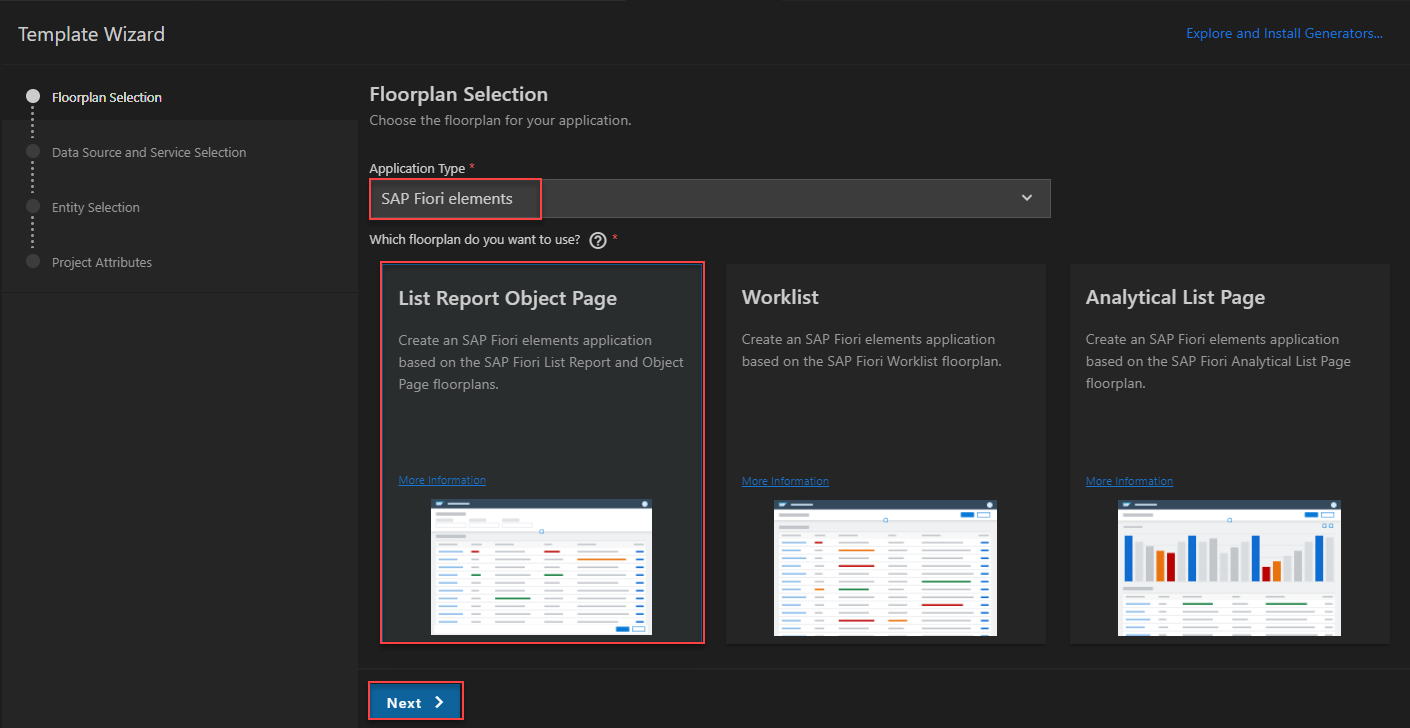 Template Wizard
Explore and Install Generators...
Floorplan Selection
Data Source and Service Selection
Entity Selection
Project Attributes
Floorplan Selection
Choose the floorplan for your application.
Application Type *
SAP Fiori elements
Which floorplan do you want to use? ? *
List Report Object Page
Create an SAP Fiori elements application
based on the SAP Fiori List Report and Object
Page floorplans.
More Information
Worklist
Create an SAP Fiori elements application
based on the SAP Fiori Worklist floorplan.
More Information
Analytical List Page
Create an SAP Fiori elements application
based on the SAP Fiori Analytical List Page
floorplan.
More Information
Next